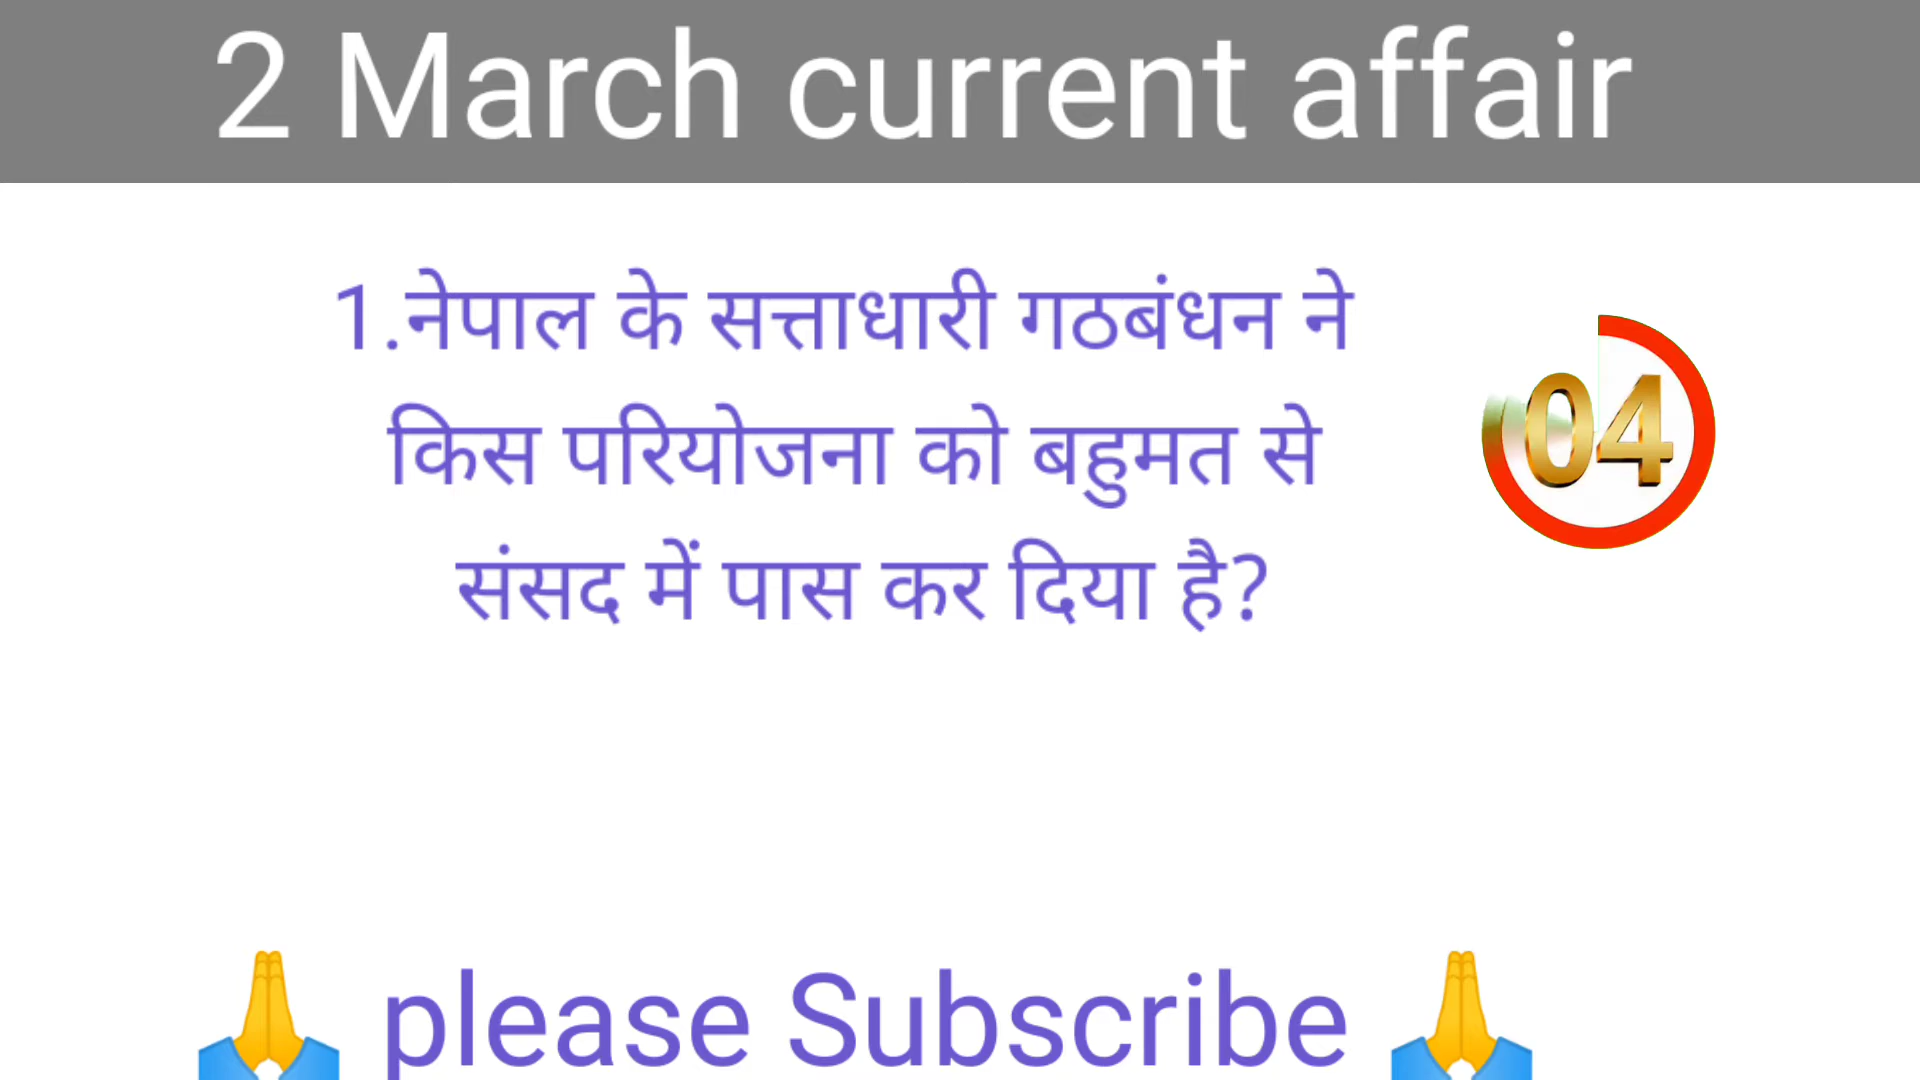 2 March current affair
1.नेपाल के सत्ताधारी गठबंधन ने
किस परियोजना को बहुमत से
संसद में पास कर दिया है?
04
🙏 please Subscribe 🙏